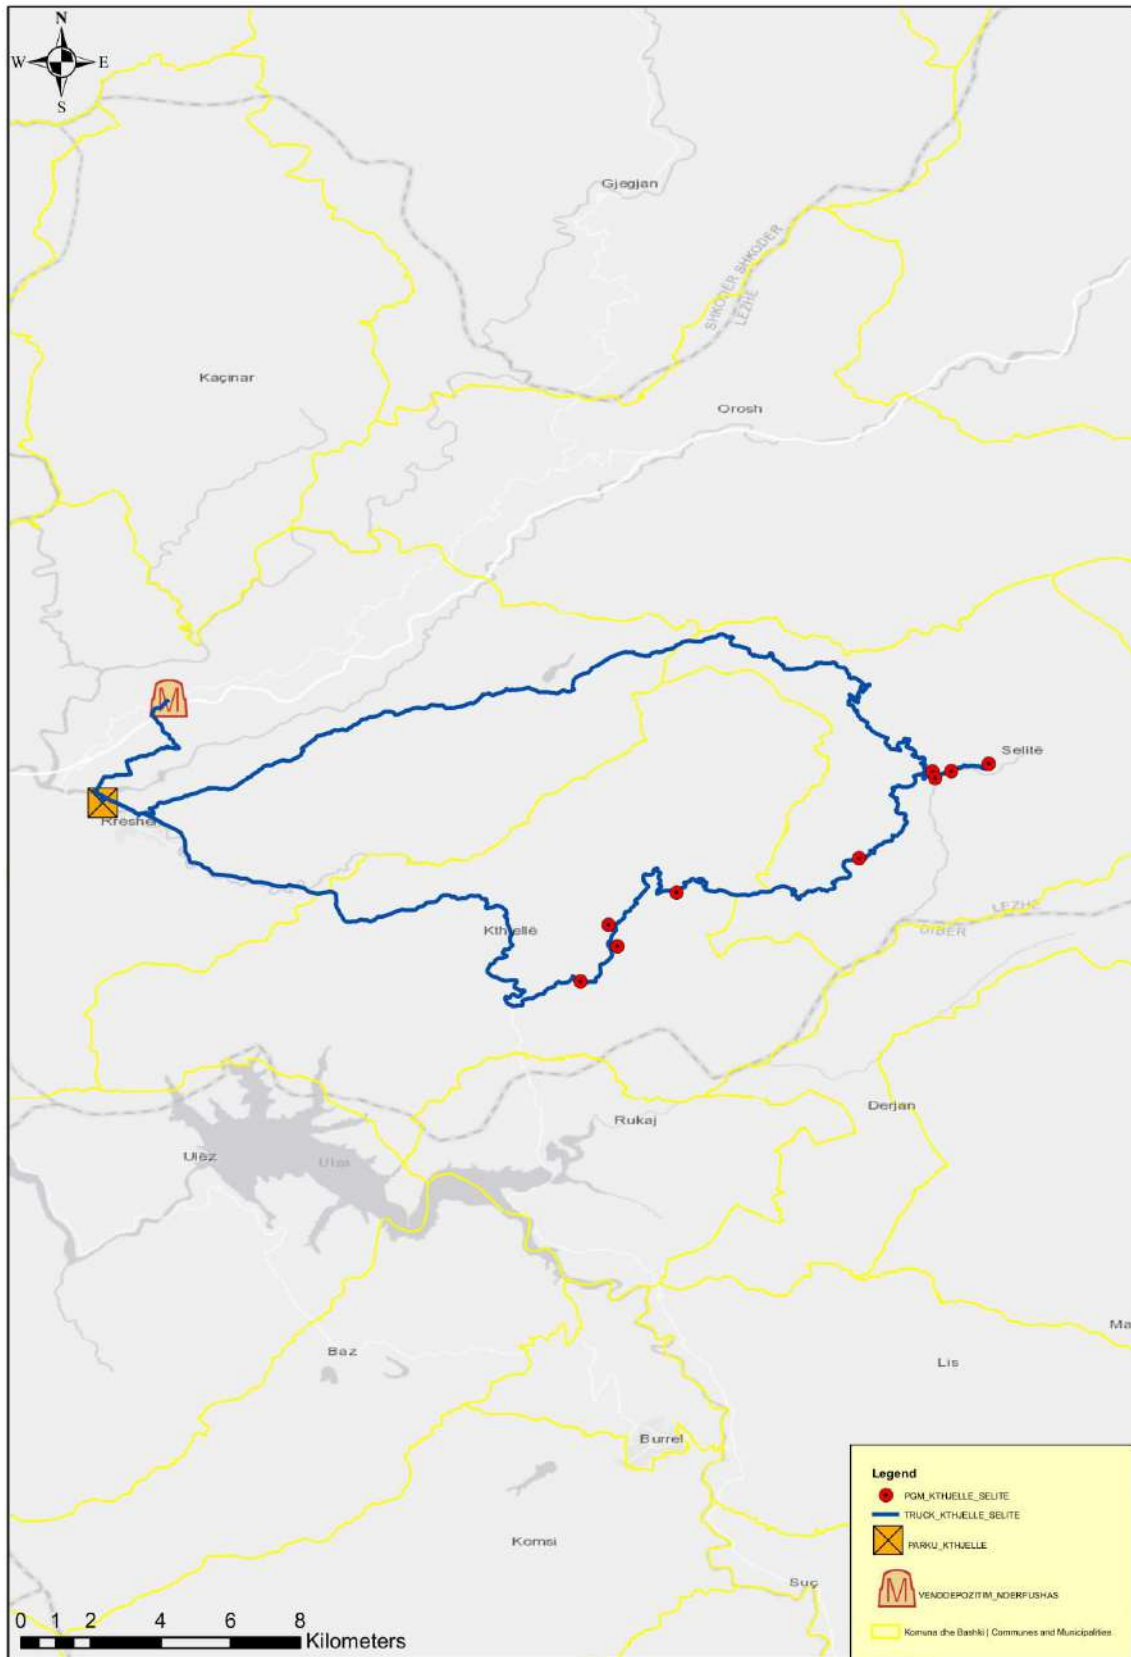 N
W E
S
Gjegjan
SHKODER SHKODER
LEZHE
Kaçinar
Orosh
Selitë
Rreshen
Kthjellë
LEZHE
DIBER
Rukaj
Derjan
Ulëz
Ulza
Baz
Ma
Lis
Burrel
Komsi
Suç
Legend
PGM_KTHJELLE_SELITE
TRUCK_KTHJELLE_SELITE
PARKU_KTHJELLE
M
VENDDEPOZITIM_NDERFUSHAS
Komuna dhe Bashki | Communes and Municipalities
0 1 2 4 6 8
Kilometers